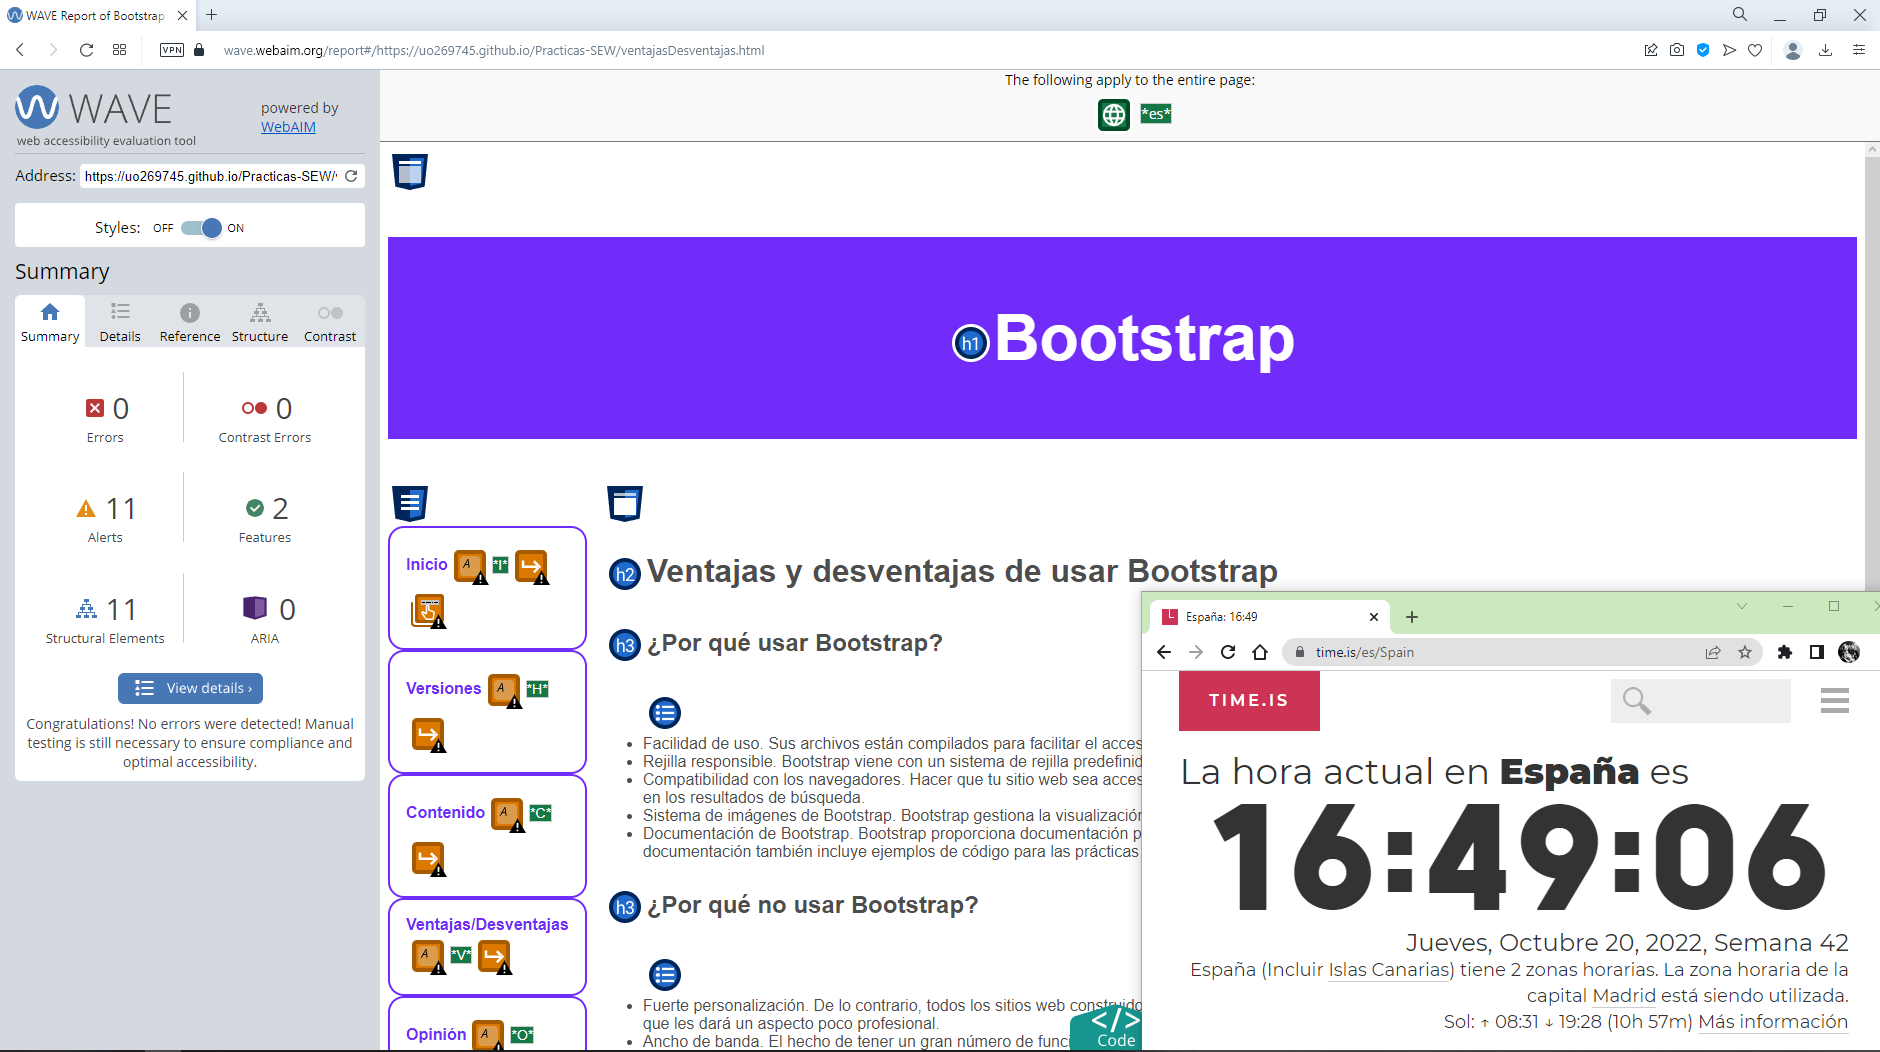 WAVE Report of Bootstrap
VPN
wave.webaim.org/report#/https://uo269745.github.io/Practicas-SEW/ventajasDesventajas.html
WAVE
web accessibility evaluation tool
powered by
WebAIM
Address: https://uo269745.github.io/Practicas-SEW/
Styles: OFF ON
Summary
Summary Details Reference Structure Contrast
0
Errors
0
Contrast Errors
11
Alerts
2
Features
11
Structural Elements
0
ARIA
View details ›
Congratulations! No errors were detected! Manual
testing is still necessary to ensure compliance and
optimal accessibility.
The following apply to the entire page:
*es*
h1 Bootstrap
Inicio A *I*
Versiones A *H*
Contenido A *C*
Ventajas/Desventajas
A *V*
Opinión A *O*
h2 Ventajas y desventajas de usar Bootstrap
h3 ¿Por qué usar Bootstrap?
• Facilidad de uso. Sus archivos están compilados para facilitar el acces
• Rejilla responsible. Bootstrap viene con un sistema de rejilla predefinid
• Compatibilidad con los navegadores. Hacer que tu sitio web sea acces
en los resultados de búsqueda.
• Sistema de imágenes de Bootstrap. Bootstrap gestiona la visualización
• Documentación de Bootstrap. Bootstrap proporciona documentación p
documentación también incluye ejemplos de código para las prácticas
h3 ¿Por qué no usar Bootstrap?
• Fuerte personalización. De lo contrario, todos los sitios web construido
que les dará un aspecto poco profesional.
• Ancho de banda. El hecho de tener un gran número de funci
</>
Code
España: 16:49
time.is/es/Spain
TIME.IS
La hora actual en España es
16:49:06
Jueves, Octubre 20, 2022, Semana 42
España (Incluir Islas Canarias) tiene 2 zonas horarias. La zona horaria de la
capital Madrid está siendo utilizada.
Sol: ↑ 08:31 ↓ 19:28 (10h 57m) Más información